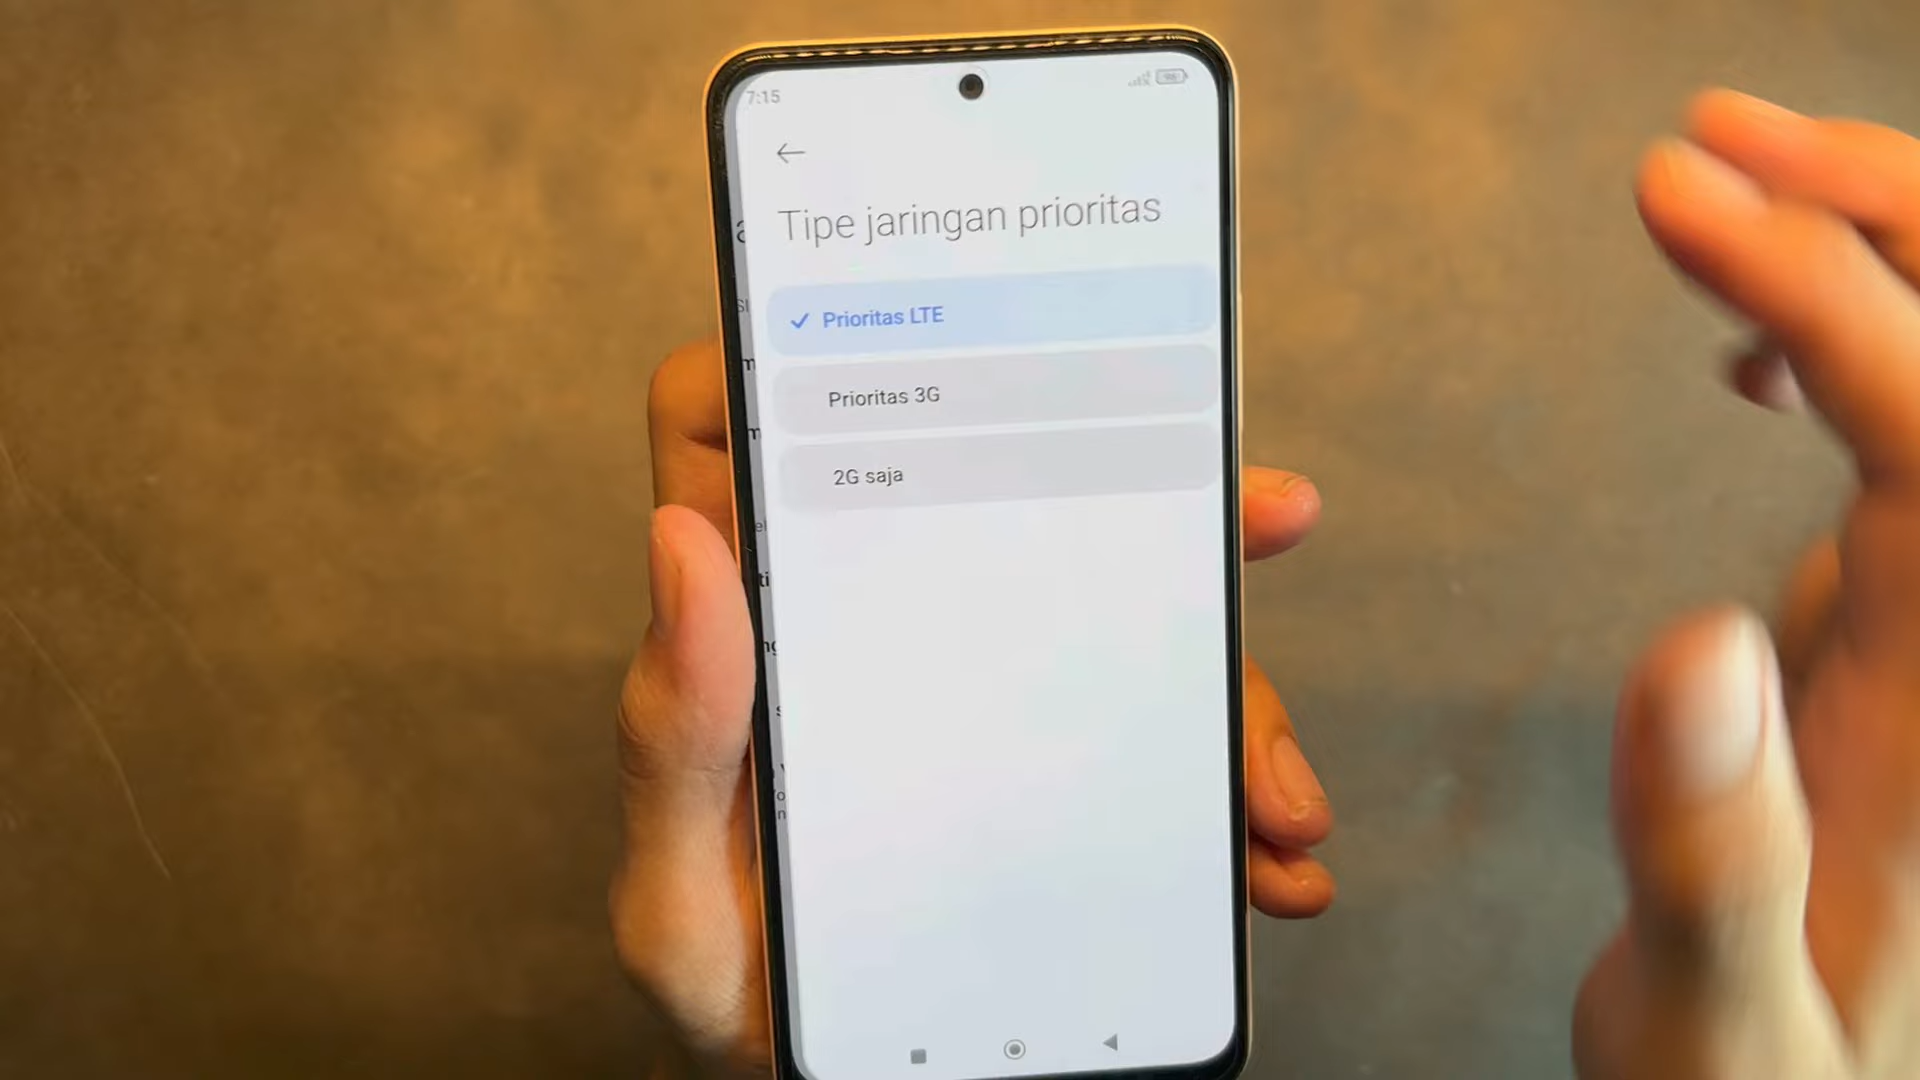 7:15
Tipe jaringan prioritas
Prioritas LTE
Prioritas 3G
2G saja